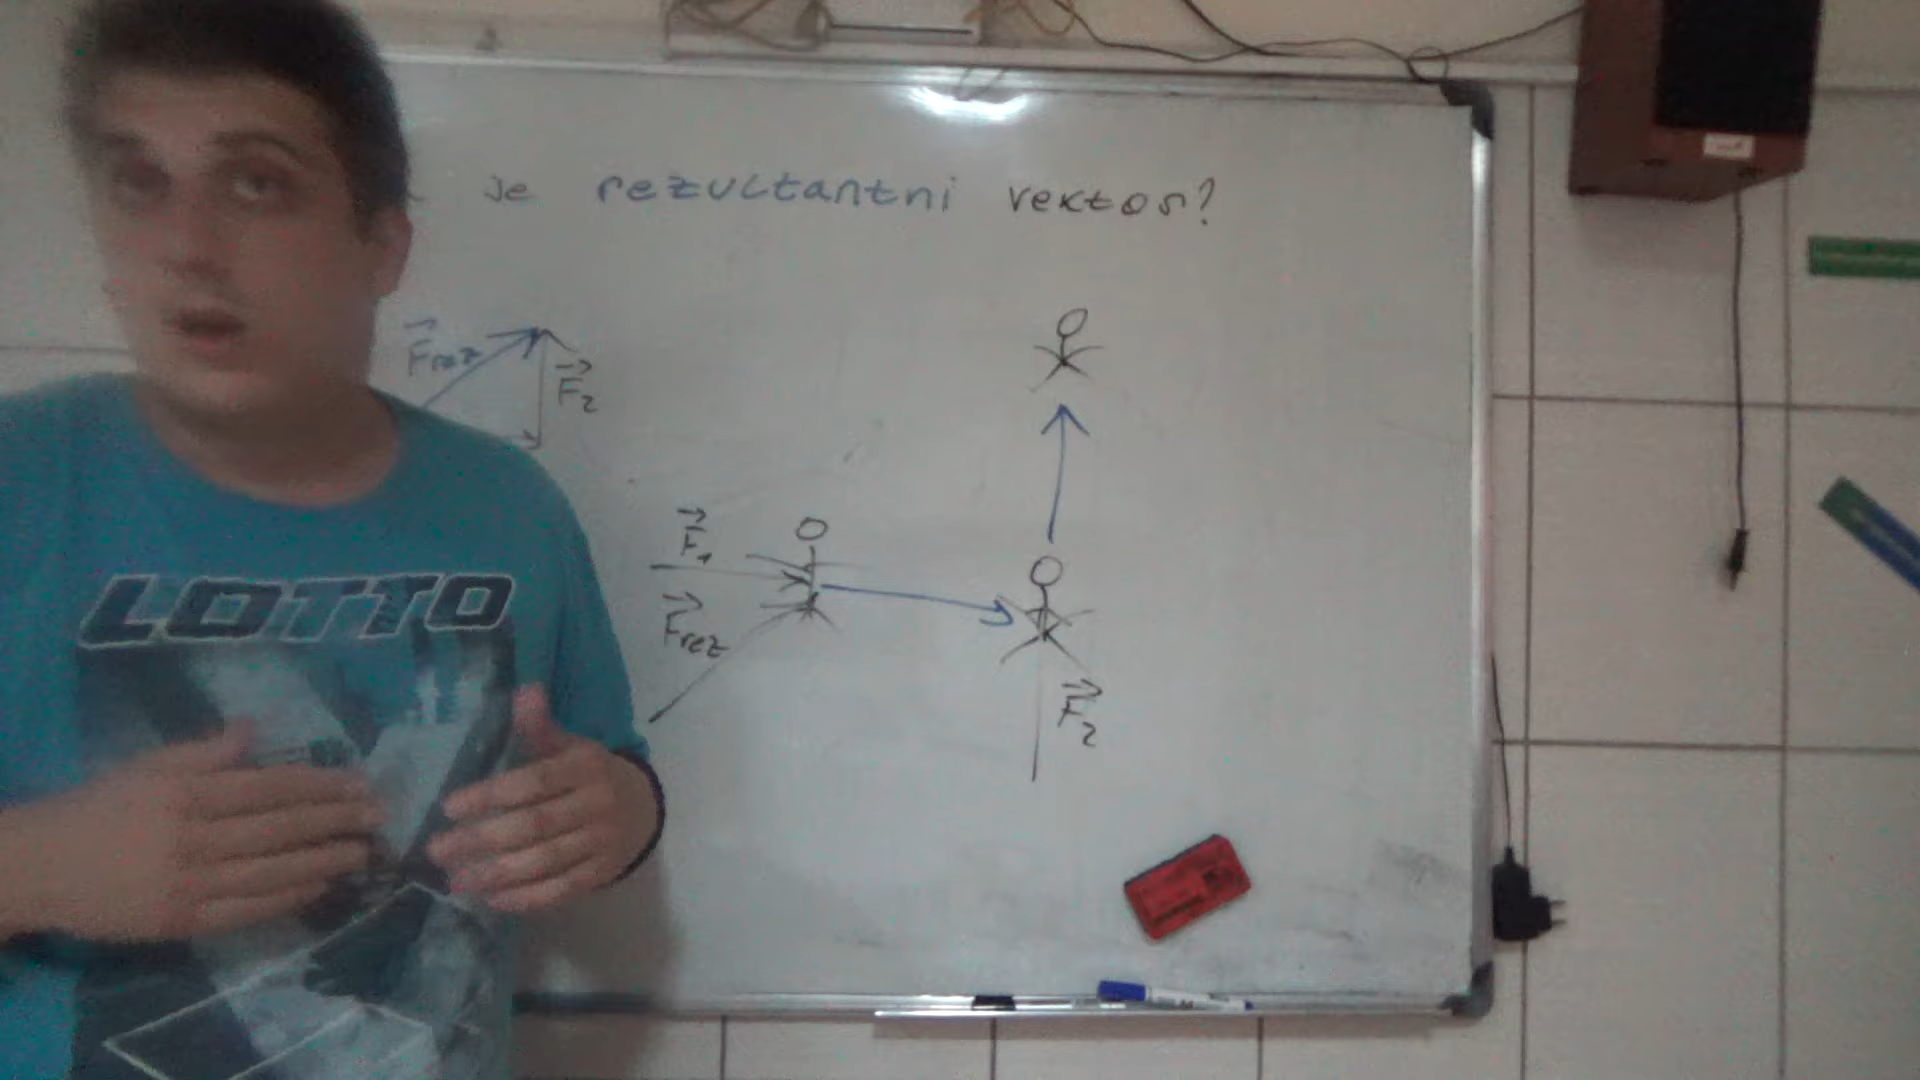 je rezultantni vektor?
F⃗rez
F⃗2
F⃗1
F⃗rez
F⃗2
LOTTO